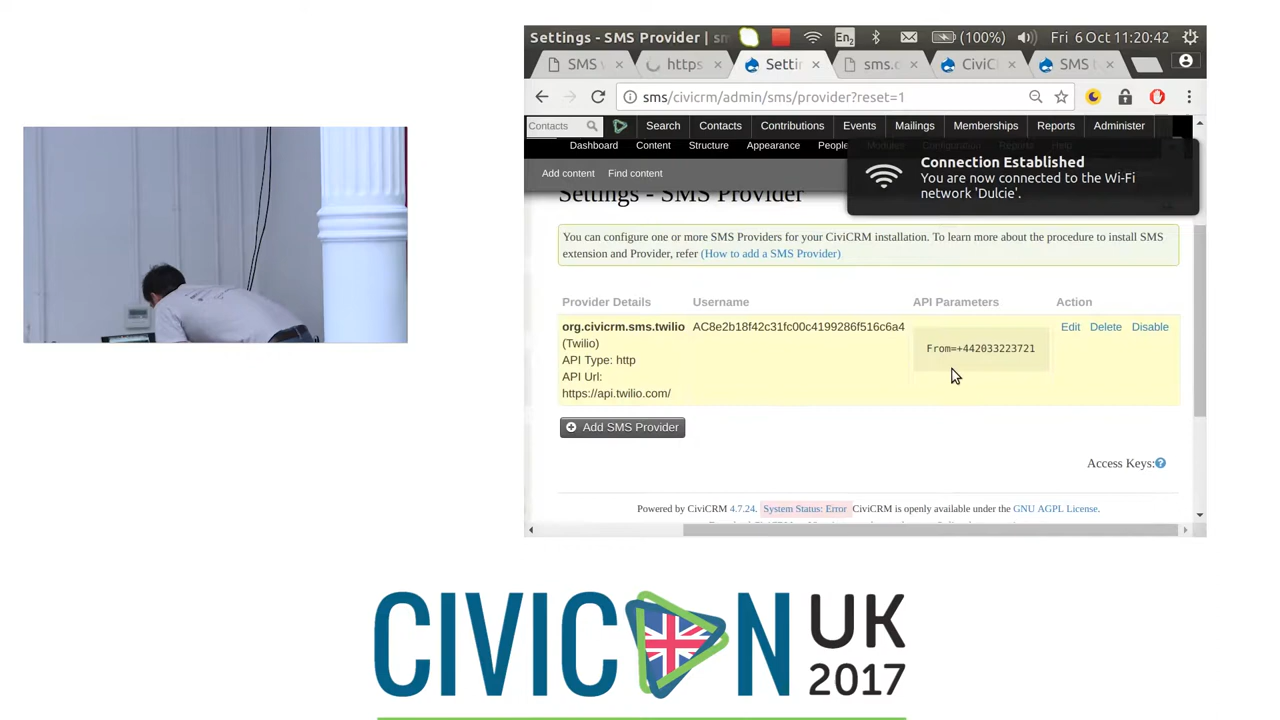 Settings - SMS Provider | sm
En2
(100%)
Fri 6 Oct 11:20:42
SMS
https
Settin
sms.c
CiviC
SMS t
sms/civicrm/admin/sms/provider?reset=1
Contacts
Search
Contacts
Contributions
Events
Mailings
Memberships
Reports
Administer
Dashboard
Content
Structure
Appearance
People
Modules
Configuration
Reports
Help
Add content
Find content
Connection Established
You are now connected to the Wi-Fi
network 'Dulcie'.
Settings - SMS Provider
You can configure one or more SMS Providers for your CiviCRM installation. To learn more about the procedure to install SMS
extension and Provider, refer (How to add a SMS Provider)
Provider Details
Username
API Parameters
Action
org.civicrm.sms.twilio
AC8e2b18f42c31fc00c4199286f516c6a4
Edit
Delete
Disable
(Twilio)
From=+442033223721
API Type: http
API Url:
https://api.twilio.com/
Add SMS Provider
Access Keys:
Powered by CiviCRM 4.7.24. System Status: Error CiviCRM is openly available under the GNU AGPL License.
CIVICON
UK
2017